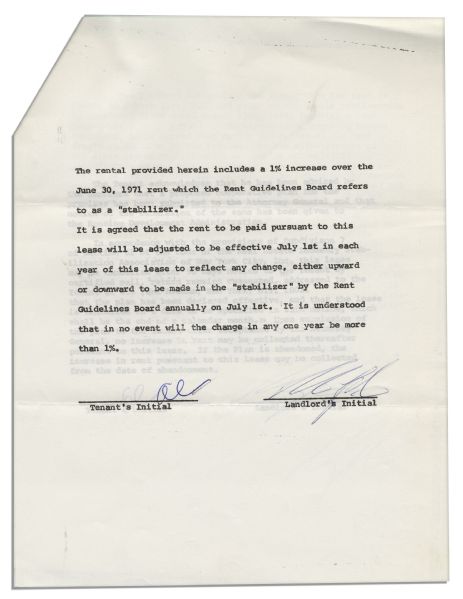 The rental provided herein includes a 1% increase over the
June 30, 1971 rent which the Rent Guidelines Board refers
to as a "stabilizer."
It is agreed that the rent to be paid pursuant to this
lease will be adjusted to be effective July 1st in each
year of this lease to reflect any change, either upward
or downward to be made in the "stabilizer" by the Rent
Guidelines Board annually on July 1st. It is understood
that in no event will the change in any one year be more
than 1%.
Tenant's Initial Landlord's Initial